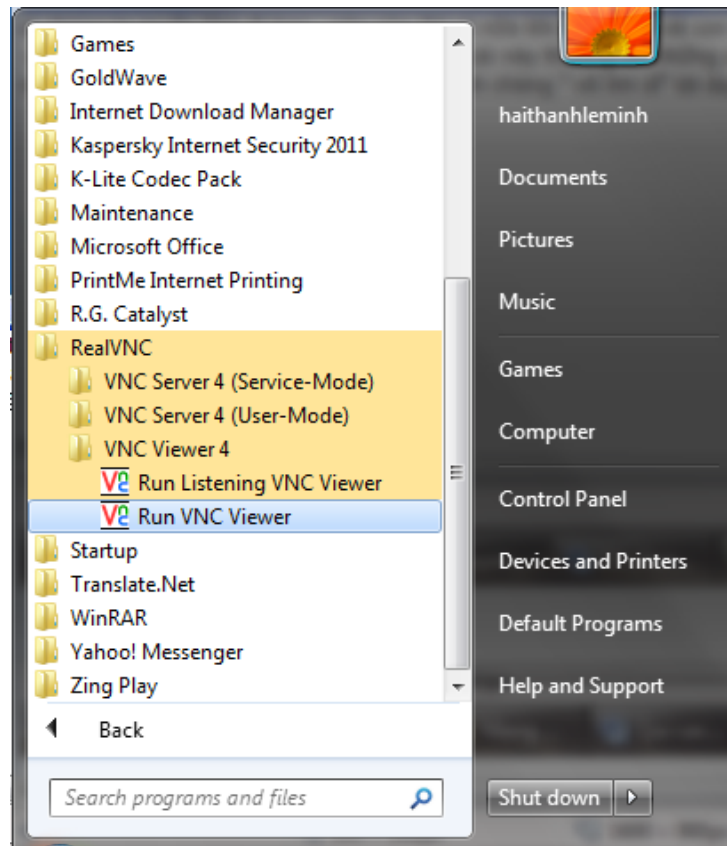 Games
GoldWave
Internet Download Manager
Kaspersky Internet Security 2011
K-Lite Codec Pack
Maintenance
Microsoft Office
PrintMe Internet Printing
R.G. Catalyst
RealVNC
VNC Server 4 (Service-Mode)
VNC Server 4 (User-Mode)
VNC Viewer 4
Run Listening VNC Viewer
Run VNC Viewer
Startup
Translate.Net
WinRAR
Yahoo! Messenger
Zing Play
Back
Search programs and files
haithanhleminh
Documents
Pictures
Music
Games
Computer
Control Panel
Devices and Printers
Default Programs
Help and Support
Shut down